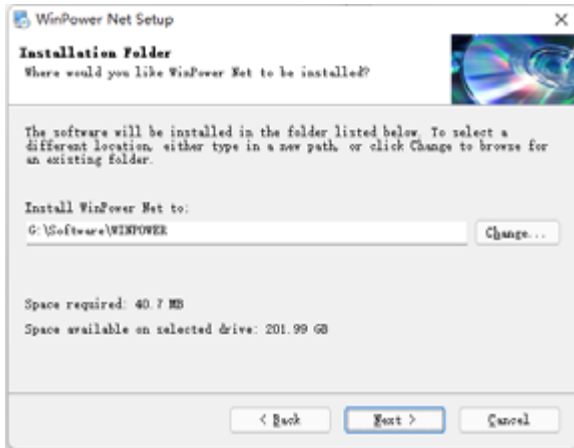 WinPower Net Setup
Installation Folder
Where would you like WinPower Net to be installed?
The software will be installed in the folder listed below. To select a
different location, either type in a new path, or click Change to browse for
an existing folder.
Install WinPower Net to:
G:\Software\WINPOWER
Change...
Space required: 40.7 MB
Space available on selected drive: 201.99 GB
< Back
Next >
Cancel